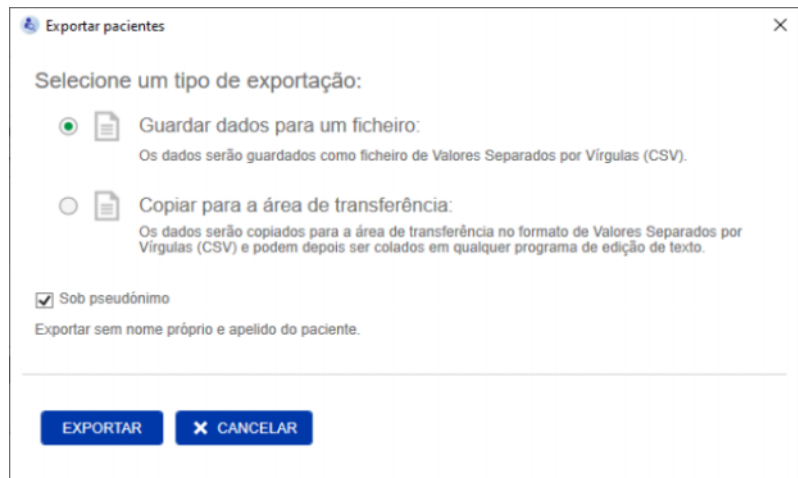 Exportar pacientes
Selecione um tipo de exportação:
Guardar dados para um ficheiro:
Os dados serão guardados como ficheiro de Valores Separados por Vírgulas (CSV).
Copiar para a área de transferência:
Os dados serão copiados para a área de transferência no formato de Valores Separados por
Vírgulas (CSV) e podem depois ser colados em qualquer programa de edição de texto.
Sob pseudónimo
Exportar sem nome próprio e apelido do paciente.
EXPORTAR CANCELAR